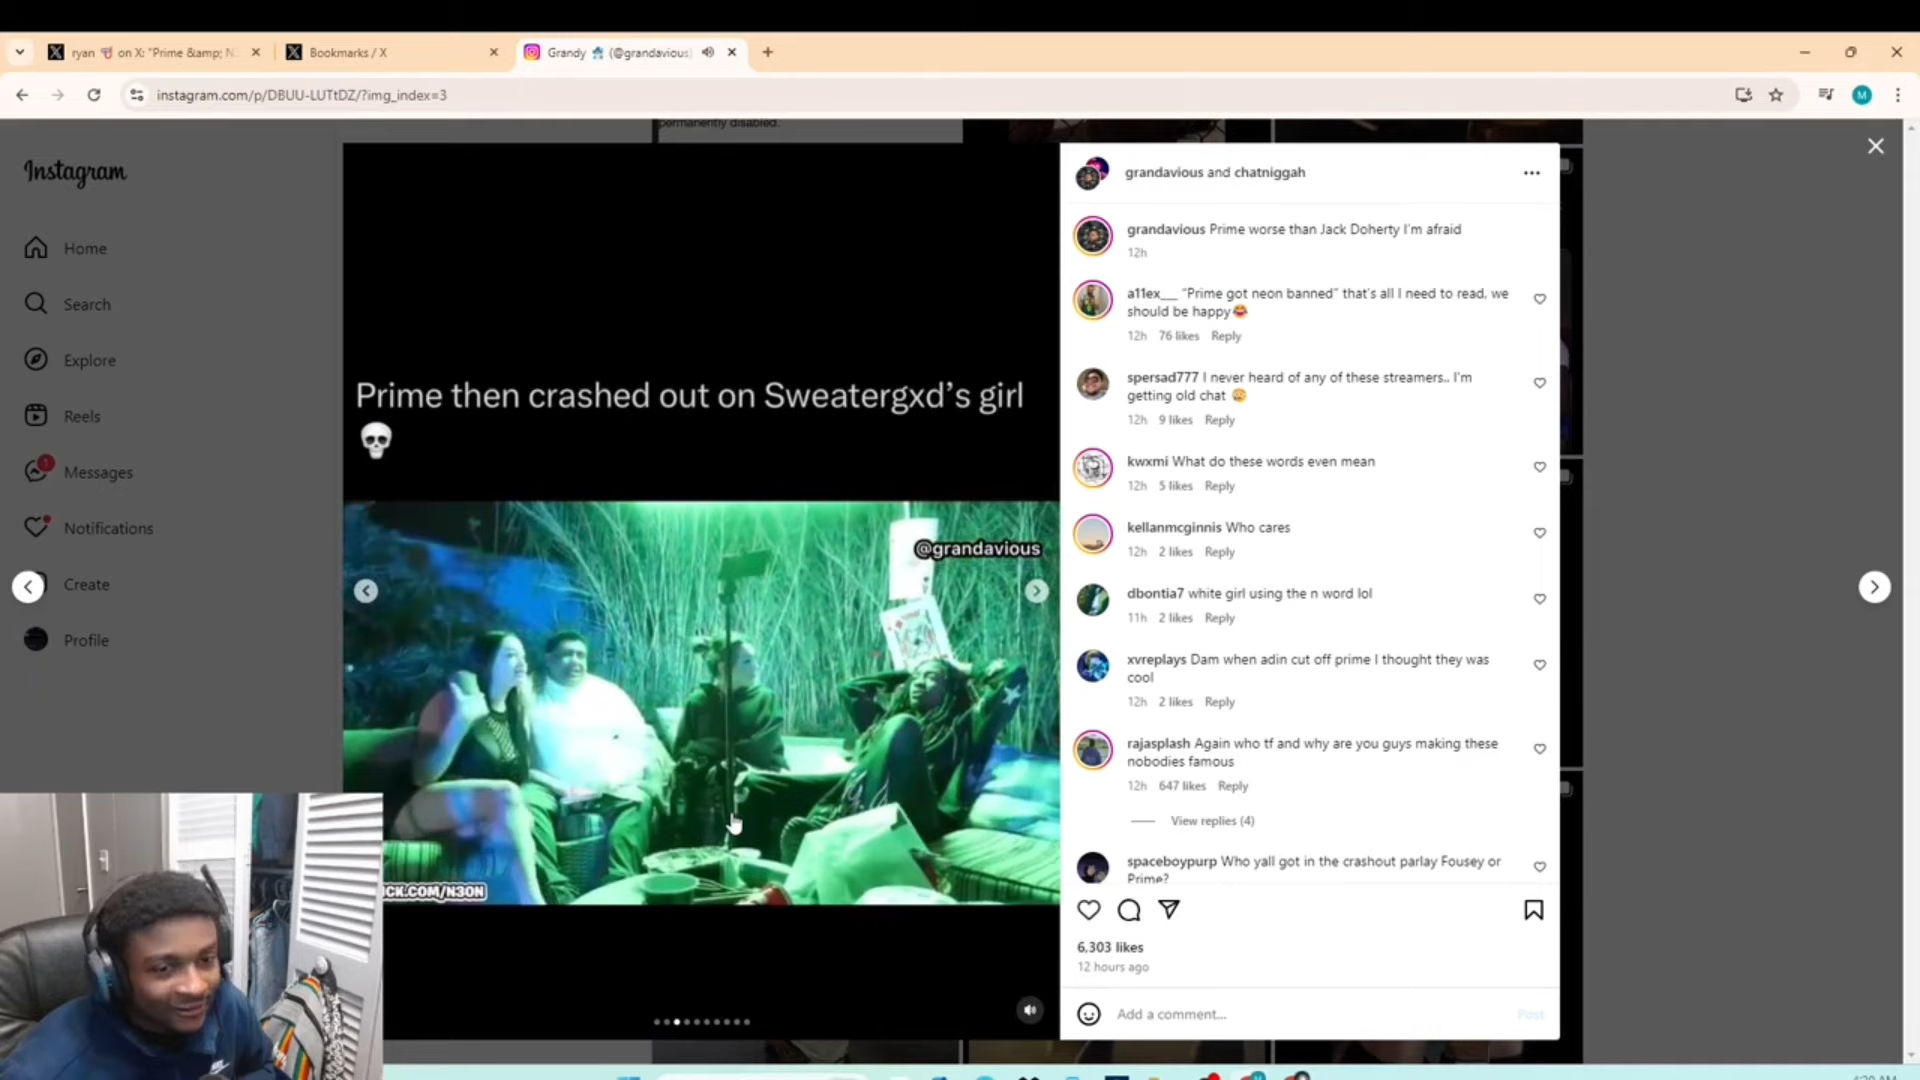 ryan on X: "Prime &amp; N
Bookmarks / X
Grandy (@grandavious)
instagram.com/p/DBUU-LUTtDZ/?img_index=3
M
permanently disabled.
Instagram
Home
Search
Explore
Reels
1
Messages
Notifications
Create
Profile
Prime then crashed out on Sweatergxd's girl
💀
@grandavious
CK.COM/N3ON
grandavious and chatniggah
grandavious Prime worse than Jack Doherty I'm afraid
12h
a11ex___ "Prime got neon banned" that's all I need to read, we
should be happy😂
12h 76 likes Reply
spersad777 I never heard of any of these streamers.. I'm
getting old chat 😳
12h 9 likes Reply
kwxmi What do these words even mean
12h 5 likes Reply
kellanmcginnis Who cares
12h 2 likes Reply
dbontia7 white girl using the n word lol
11h 2 likes Reply
xvreplays Dam when adin cut off prime I thought they was
cool
12h 2 likes Reply
rajasplash Again who tf and why are you guys making these
nobodies famous
12h 647 likes Reply
View replies (4)
spaceboypurp Who yall got in the crashout parlay Fousey or
Prime?
6,303 likes
12 hours ago
Add a comment...
Post